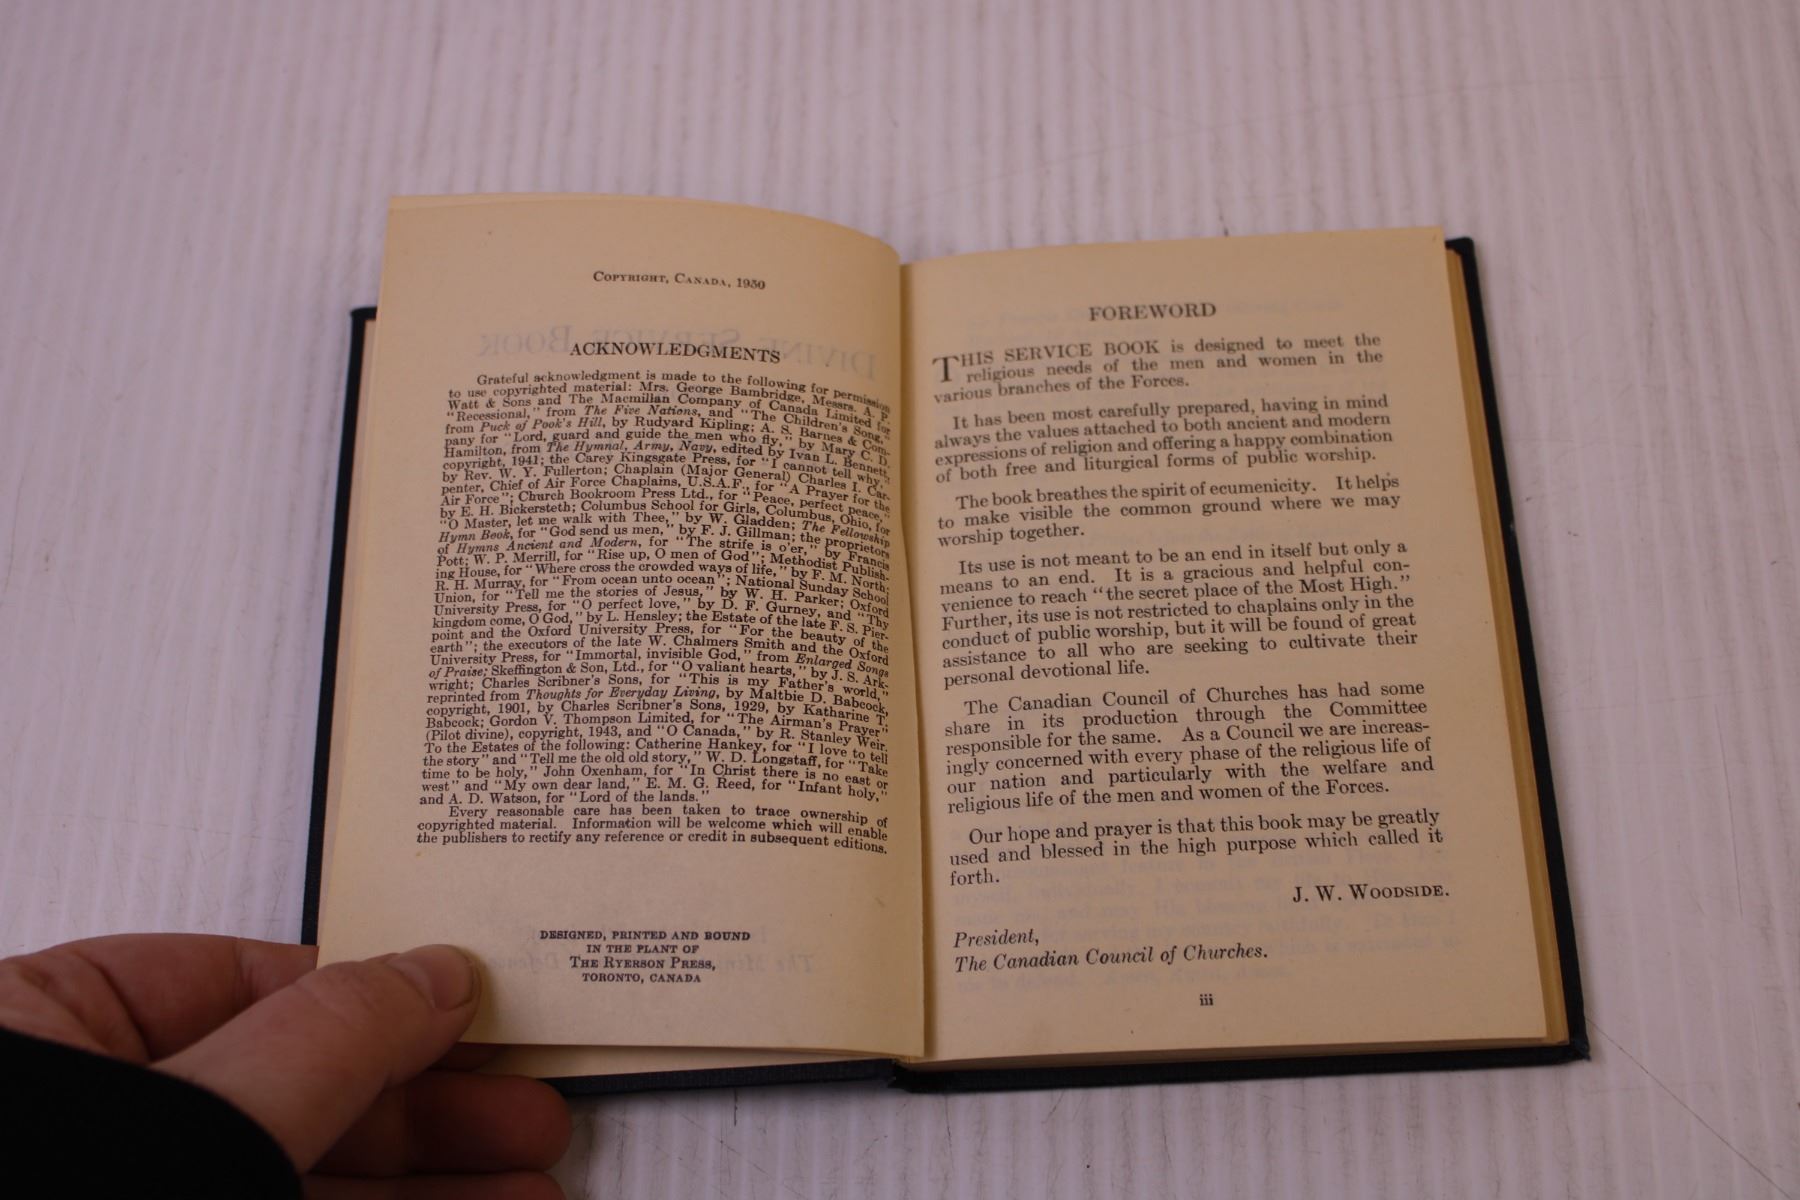 COPYRIGHT, CANADA, 1950
ACKNOWLEDGMENTS
Grateful acknowledgment is made to the following for permission
to use copyrighted material: Mrs. George Bambridge, Messrs. A. P.
Watt & Sons and The Macmillan Company of Canada Limited for
"Recessional," from The Five Nations, and "The Children's Song,"
from Puck of Pook's Hill, by Rudyard Kipling; A. S. Barnes & Com-
pany for "Lord, guard and guide the men who fly," by Mary C. D.
Hamilton, from The Hymnal, Army, Navy, edited by Ivan L. Bennett,
copyright, 1941; the Carey Kingsgate Press, for "I cannot tell why,"
by Rev. W. Y. Fullerton; Chaplain (Major General) Charles I. Car-
penter, Chief of Air Force Chaplains, U.S.A.F., for "A Prayer for the
Air Force"; Church Bookroom Press Ltd., for "Peace, perfect peace,"
by E. H. Bickersteth; Columbus School for Girls, Columbus, Ohio, for
"O Master, let me walk with Thee," by W. Gladden; The Fellowship
Hymn Book, for "God send us men," by F. J. Gillman; the proprietors
of Hymns Ancient and Modern, for "The strife is o'er," by Francis
Pott; W. P. Merrill, for "Rise up, O men of God"; Methodist Publish-
ing House, for "Where cross the crowded ways of life," by F. M. North;
R. H. Murray, for "From ocean unto ocean"; National Sunday School
Union, for "Tell me the stories of Jesus," by W. H. Parker; Oxford
University Press, for "O perfect love," by D. F. Gurney, and "Thy
kingdom come, O God," by L. Hensley; the Estate of the late F. S. Pier-
point and the Oxford University Press, for "For the beauty of the
earth"; the executors of the late W. Chalmers Smith and the Oxford
University Press, for "Immortal, invisible God," from Enlarged Songs
of Praise; Skeffington & Son, Ltd., for "O valiant hearts," by J. S. Ark-
wright; Charles Scribner's Sons, for "This is my Father's world,"
reprinted from Thoughts for Everyday Living, by Maltbie D. Babcock,
copyright, 1901, by Charles Scribner's Sons, 1929, by Katharine T.
Babcock; Gordon V. Thompson Limited, for "The Airman's Prayer"
(Pilot divine), copyright, 1943, and "O Canada," by R. Stanley Weir.
To the Estates of the following: Catherine Hankey, for "I love to tell
the story" and "Tell me the old old story," W. D. Longstaff, for "Take
time to be holy," John Oxenham, for "In Christ there is no east or
west" and "My own dear land," E. M. G. Reed, for "Infant holy,"
and A. D. Watson, for "Lord of the lands."
Every reasonable care has been taken to trace ownership of
copyrighted material. Information will be welcome which will enable
the publishers to rectify any reference or credit in subsequent editions.
DESIGNED, PRINTED AND BOUND
IN THE PLANT OF
THE RYERSON PRESS,
TORONTO, CANADA
FOREWORD
THIS SERVICE BOOK is designed to meet the
religious needs of the men and women in the
various branches of the Forces.
It has been most carefully prepared, having in mind
always the values attached to both ancient and modern
expressions of religion and offering a happy combination
of both free and liturgical forms of public worship.
The book breathes the spirit of ecumenicity. It helps
to make visible the common ground where we may
worship together.
Its use is not meant to be an end in itself but only a
means to an end. It is a gracious and helpful con-
venience to reach "the secret place of the Most High."
Further, its use is not restricted to chaplains only in the
conduct of public worship, but it will be found of great
assistance to all who are seeking to cultivate their
personal devotional life.
The Canadian Council of Churches has had some
share in its production through the Committee
responsible for the same. As a Council we are increas-
ingly concerned with every phase of the religious life of
our nation and particularly with the welfare and
religious life of the men and women of the Forces.
Our hope and prayer is that this book may be greatly
used and blessed in the high purpose which called it
forth.
J. W. WOODSIDE.
President,
The Canadian Council of Churches.
iii